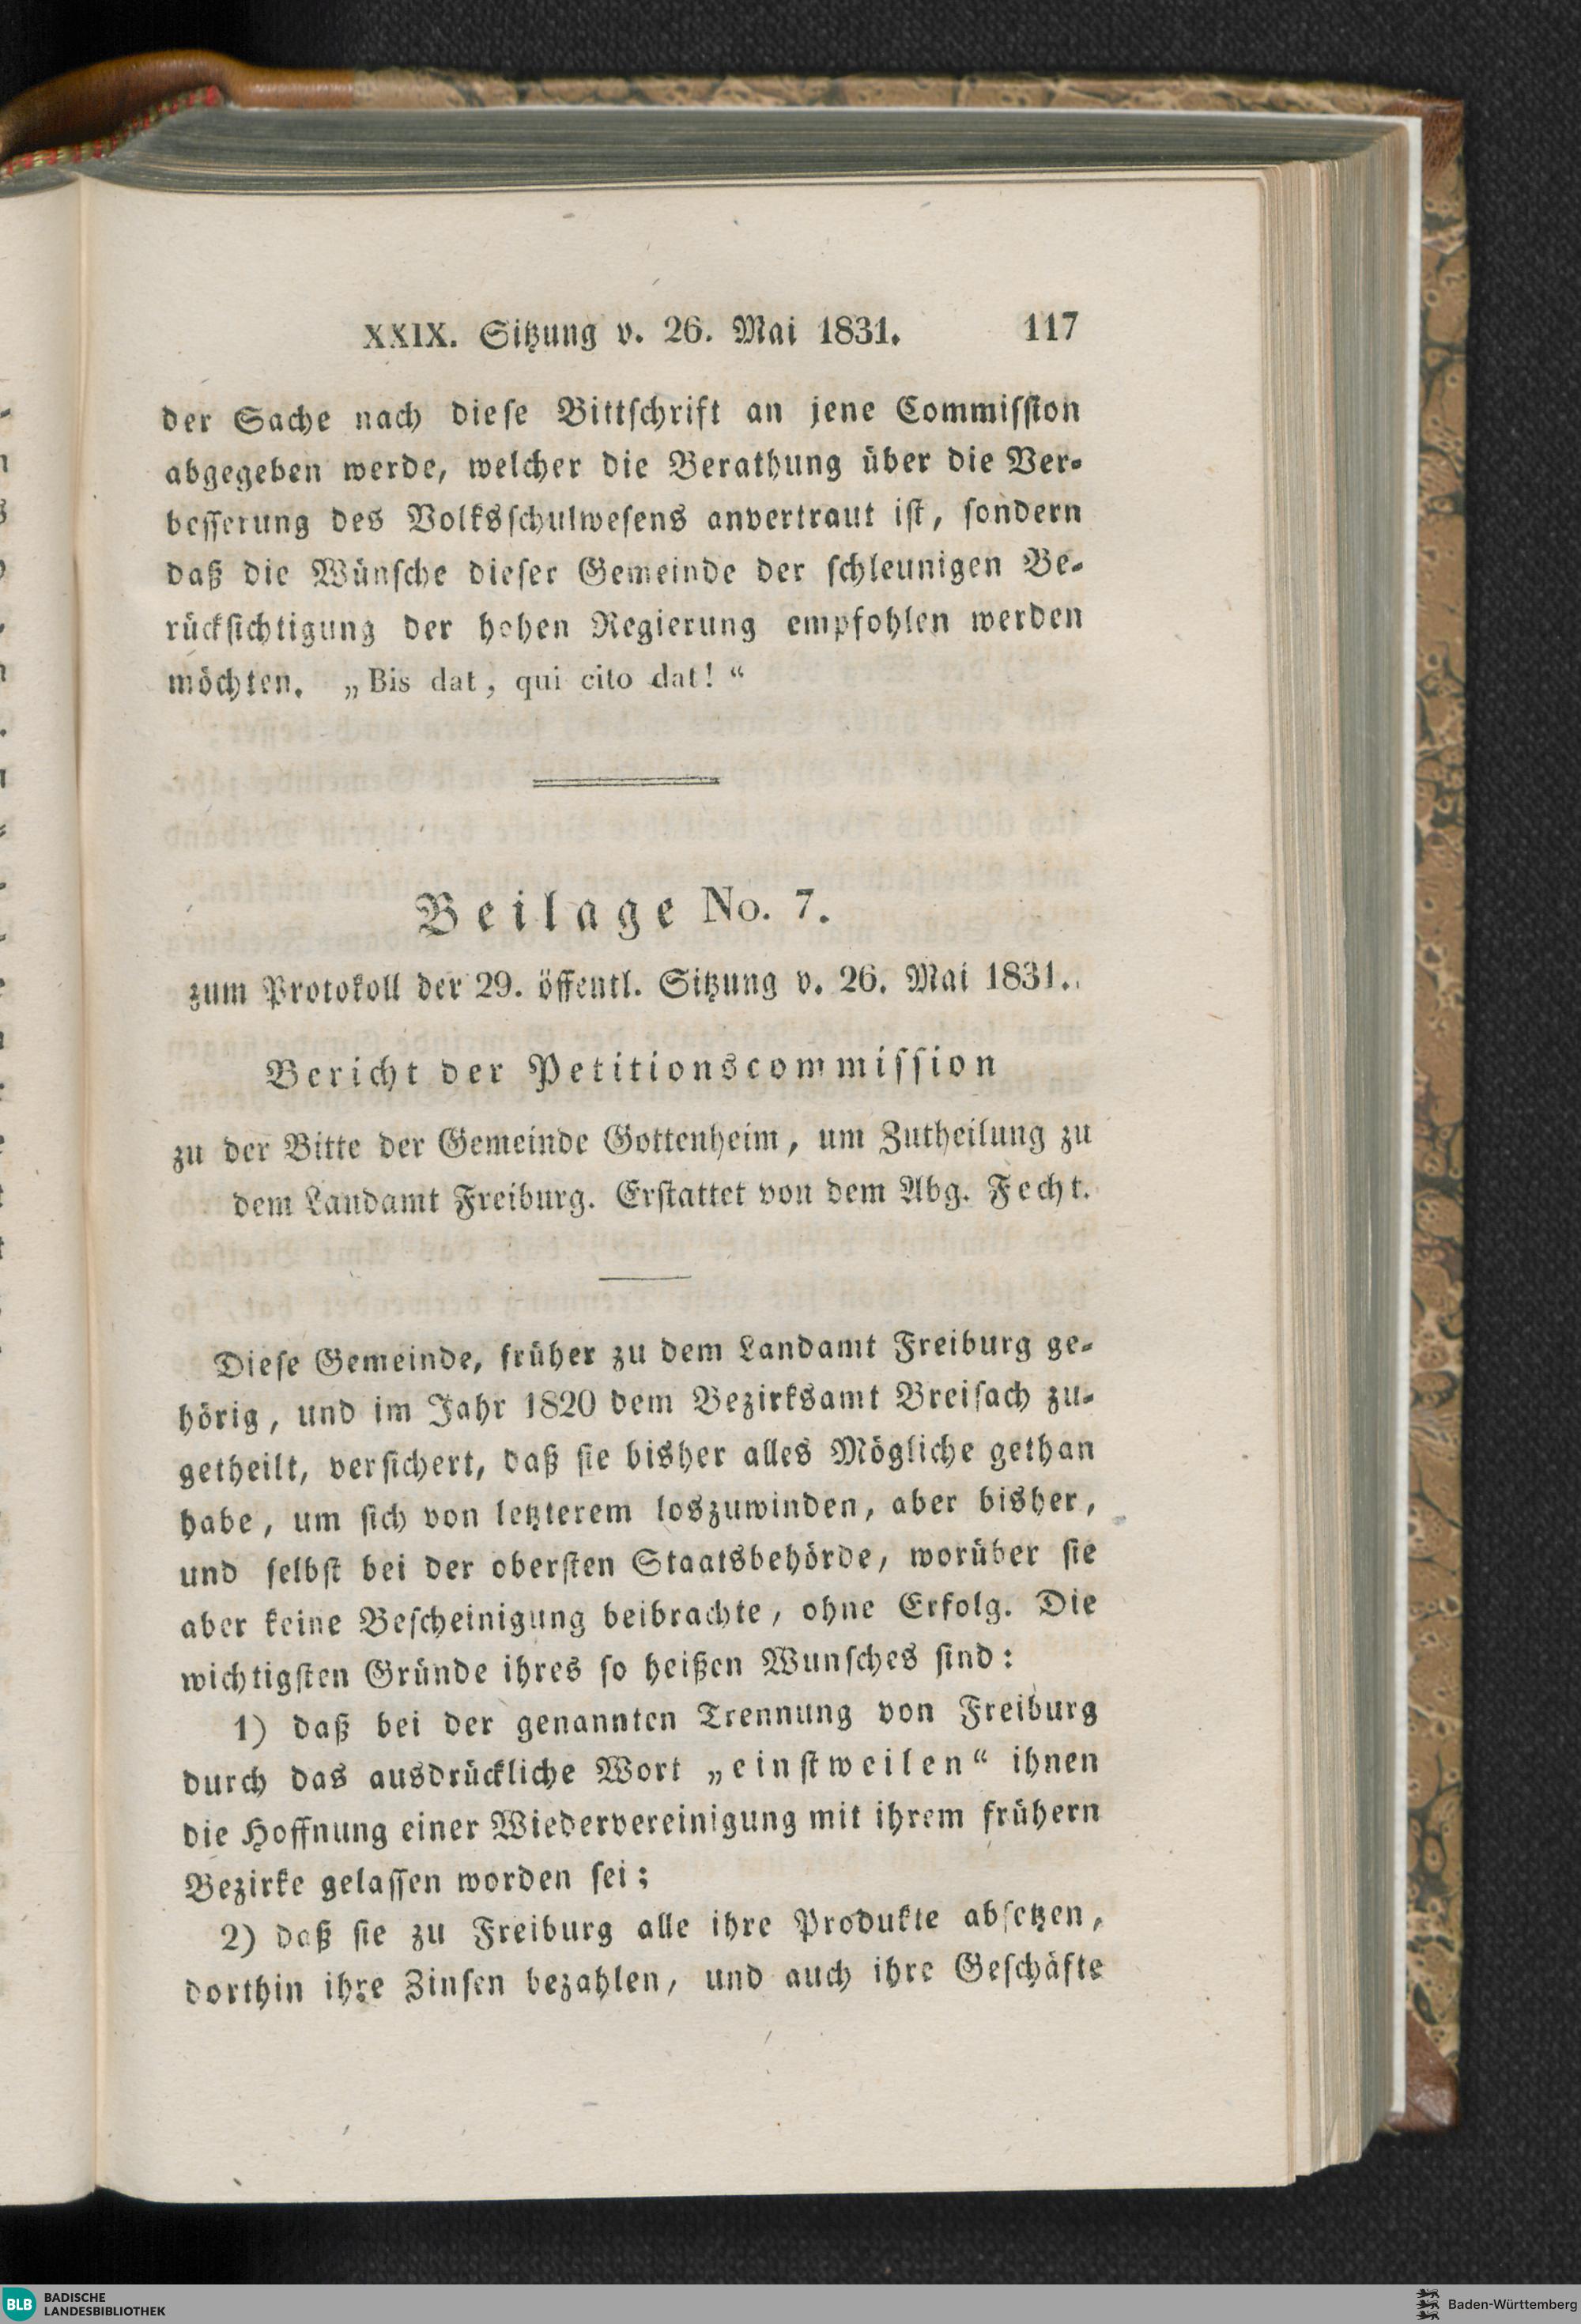 XXIX. Sitzung v. 26. Mai 1831. 117
der Sache nach dieſe Bittſchrift an jene Commiſſion
abgegeben werde, welcher die Berathung über die Ver-
beſſerung des Volksſchulweſens anvertraut iſt, ſondern
daß die Wünſche dieſer Gemeinde der ſchleunigen Be-
rückſichtigung der hohen Regierung empfohlen werden
möchten. „Bis dat, qui cito dat!“
Beilage No. 7.
zum Protokoll der 29. öffentl. Sitzung v. 26. Mai 1831.
Bericht der Petitionscommiſſion
zu der Bitte der Gemeinde Gottenheim, um Zutheilung zu
dem Landamt Freiburg. Erſtattet von dem Abg. Fecht.
Dieſe Gemeinde, früher zu dem Landamt Freiburg ge-
hörig, und im Jahr 1820 dem Bezirksamt Breiſach zu-
getheilt, verſichert, daß ſie bisher alles Mögliche gethan
habe, um ſich von letzterem loszuwinden, aber bisher,
und ſelbſt bei der oberſten Staatsbehörde, worüber ſie
aber keine Beſcheinigung beibrachte, ohne Erfolg. Die
wichtigſten Gründe ihres ſo heißen Wunſches ſind:
1) daß bei der genannten Trennung von Freiburg
durch das ausdrückliche Wort „einſtweilen“ ihnen
die Hoffnung einer Wiedervereinigung mit ihrem frühern
Bezirke gelaſſen worden ſei;
2) daß ſie zu Freiburg alle ihre Produkte abſetzen,
dorthin ihre Zinſen bezahlen, und auch ihre Geſchäfte
BLB BADISCHE
LANDESBIBLIOTHEK
Baden-Württemberg